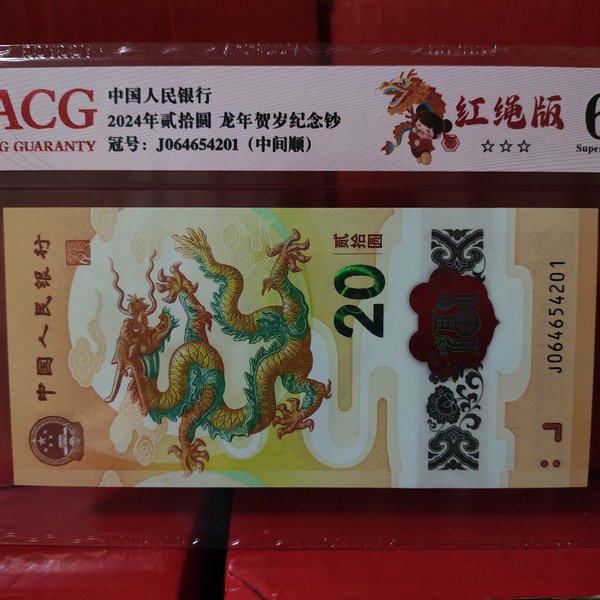 ACG
NG GUARANTY
中国人民银行
2024年贰拾圆 龙年贺岁纪念钞
冠号：J064654201（中间顺）
红绳版
☆☆☆
6
Super
中国人民银行
贰拾圆
20
J064654201